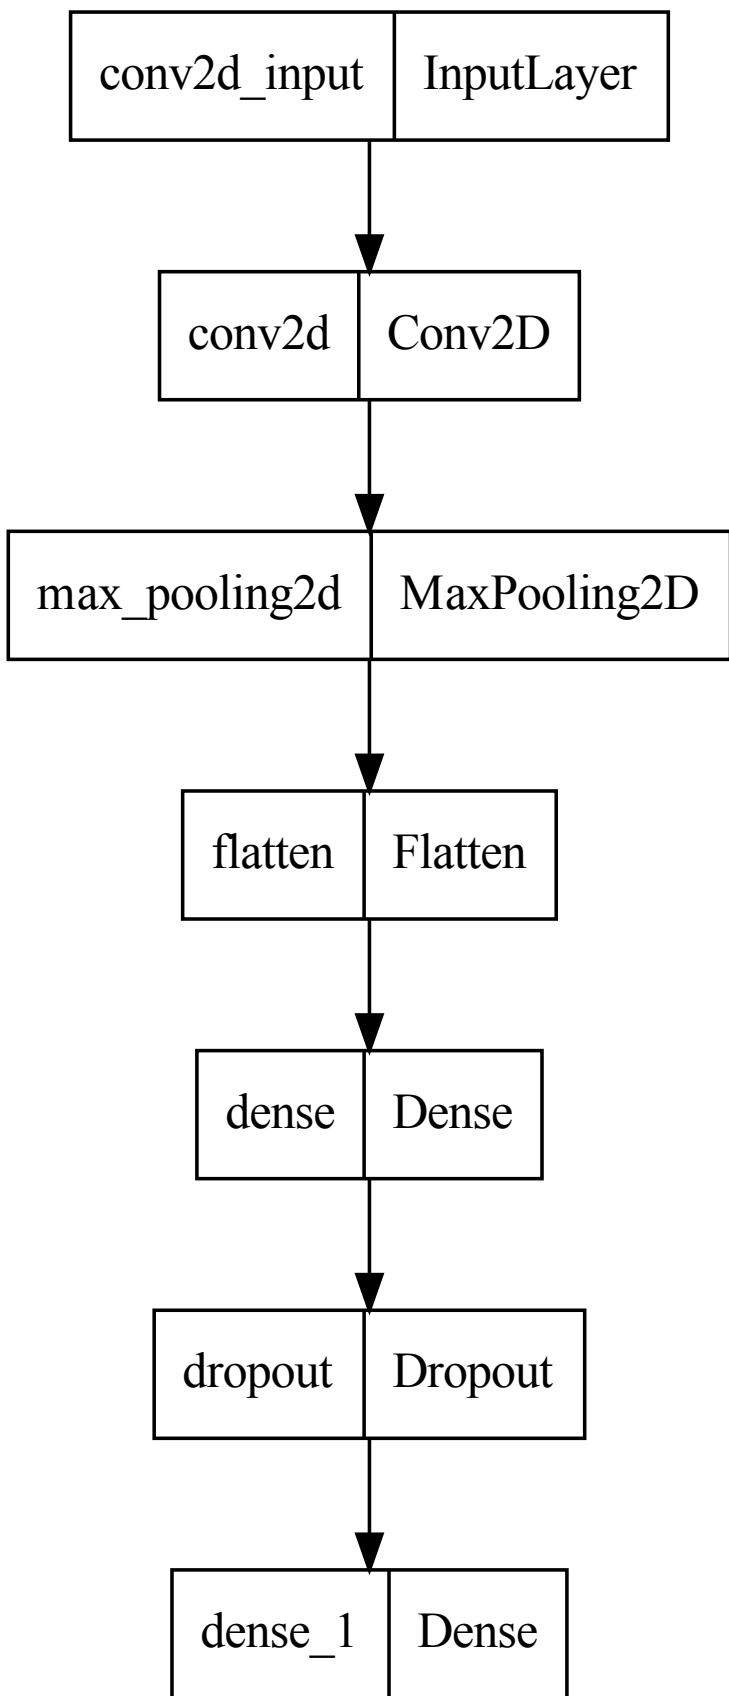 conv2d_input InputLayer
conv2d Conv2D
max_pooling2d MaxPooling2D
flatten Flatten
dense Dense
dropout Dropout
dense_1 Dense